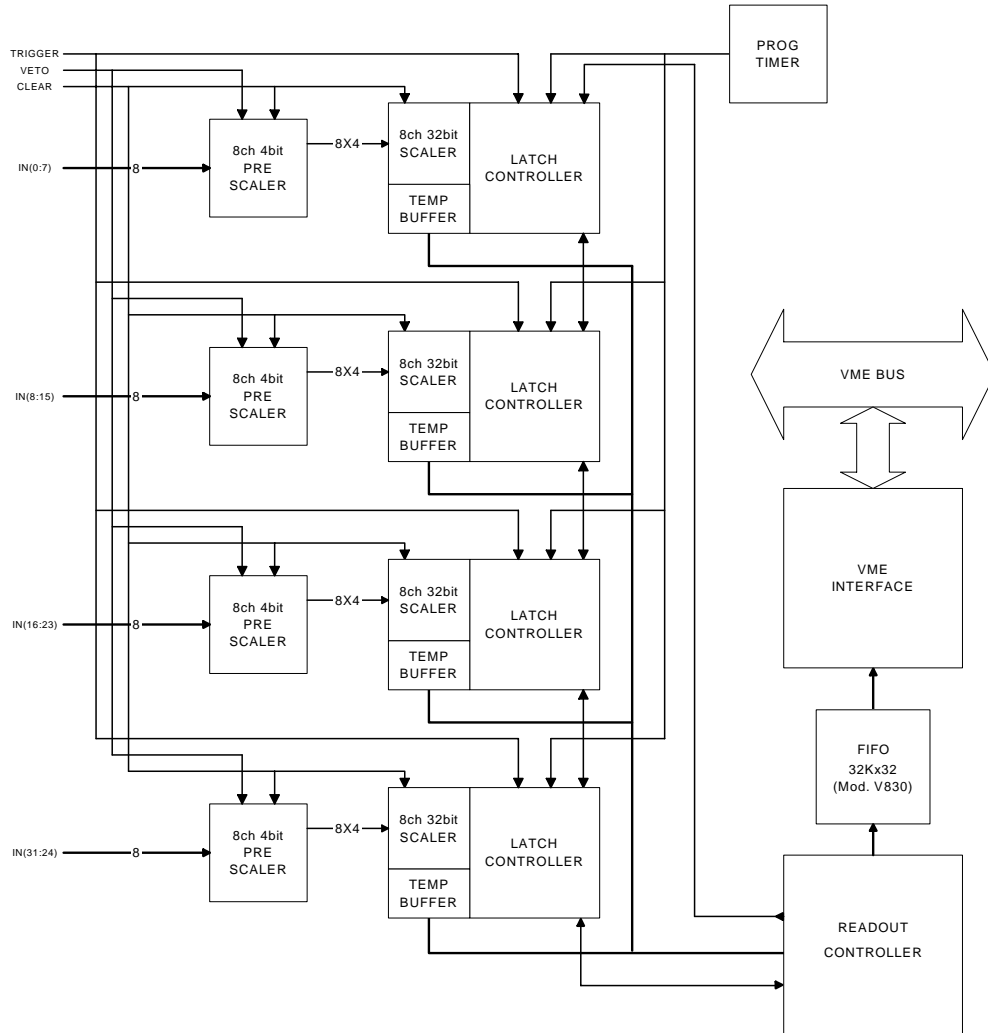 TRIGGER
VETO
CLEAR
PROG
TIMER
IN(0:7)
8
8ch 4bit
PRE
SCALER
8X4
8ch 32bit
SCALER
TEMP
BUFFER
LATCH
CONTROLLER
IN(8:15)
8
8ch 4bit
PRE
SCALER
8X4
8ch 32bit
SCALER
TEMP
BUFFER
LATCH
CONTROLLER
VME BUS
IN(16:23)
8
8ch 4bit
PRE
SCALER
8X4
8ch 32bit
SCALER
TEMP
BUFFER
LATCH
CONTROLLER
VME
INTERFACE
FIFO
32Kx32
(Mod. V830)
IN(31:24)
8
8ch 4bit
PRE
SCALER
8X4
8ch 32bit
SCALER
TEMP
BUFFER
LATCH
CONTROLLER
READOUT
CONTROLLER